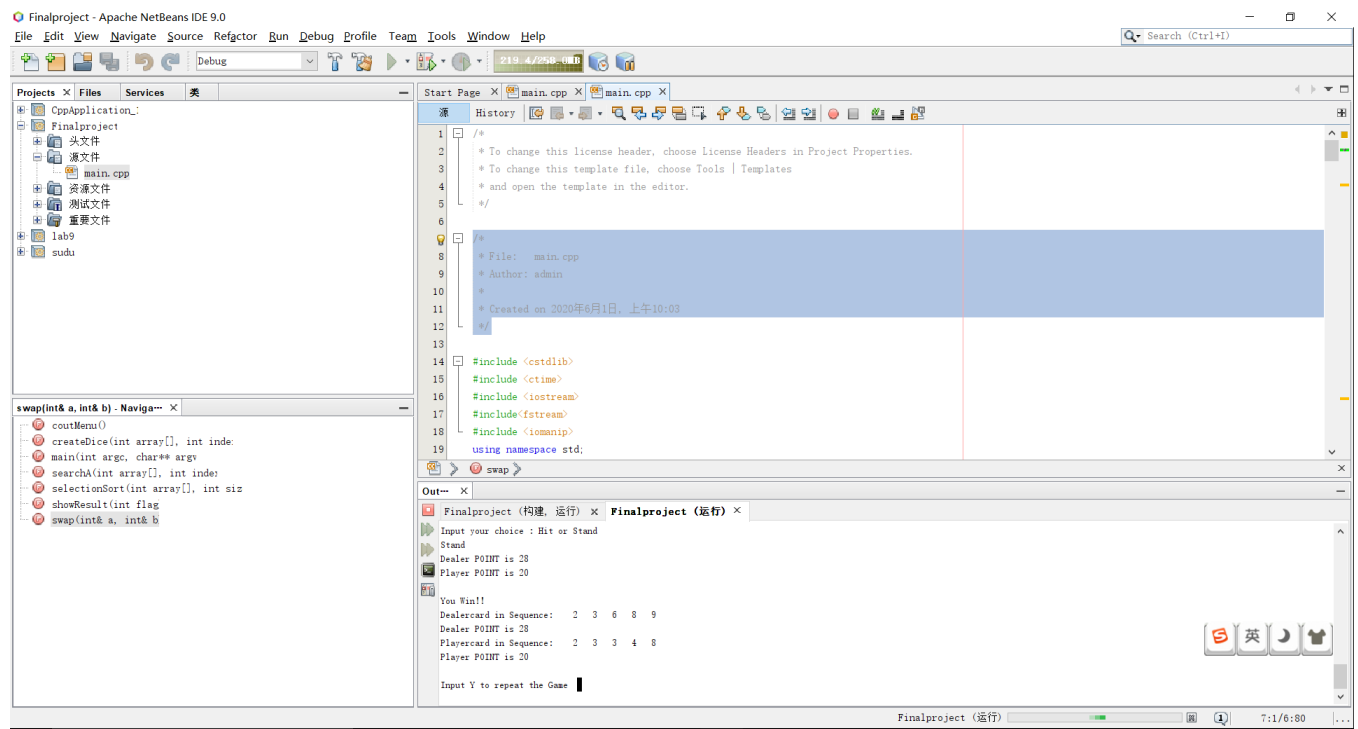 Finalproject - Apache NetBeans IDE 9.0
File Edit View Navigate Source Refactor Run Debug Profile Team Tools Window Help
Search (Ctrl+I)
Debug
219.4/258.0MB
Projects × Files Services 类
Start Page main.cpp main.cpp
CppApplication_
Finalproject
头文件
源文件
main.cpp
资源文件
测试文件
重要文件
lab9
sudu
源 History
1 /*
2 * To change this license header, choose License Headers in Project Properties.
3 * To change this template file, choose Tools | Templates
4 * and open the template in the editor.
5 */
6
/*
8 * File: main.cpp
9 * Author: admin
10 *
11 * Created on 2020年6月1日, 上午10:03
12 */
13
14 #include <cstdlib>
15 #include <ctime>
16 #include <iostream>
17 #include<fstream>
18 #include <iomanip>
19 using namespace std;
swap
swap(int& a, int& b) - Naviga…
coutMenu()
createDice(int array[], int inde
main(int argc, char** argv
searchA(int array[], int inde
selectionSort(int array[], int siz
showResult(int flag
swap(int& a, int& b
Out…
Finalproject (构建, 运行) × Finalproject (运行) ×
Input your choice : Hit or Stand
Stand
Dealer POINT is 28
Player POINT is 20
You Win!!
Dealercard in Sequence: 2 3 6 8 9
Dealer POINT is 28
Playercard in Sequence: 2 3 3 4 8
Player POINT is 20
Input Y to repeat the Game
英
Finalproject (运行)
1
7:1/6:80
...